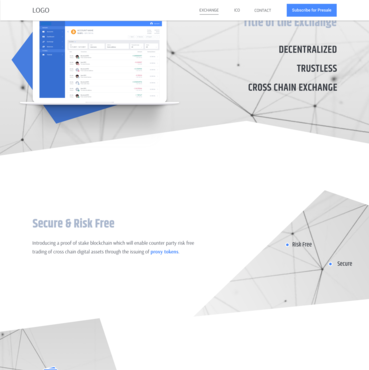 LOGO
EXCHANGE
ICO
CONTACT
Subscribe for Presale
Title of the Exchange
DECENTRALIZED
TRUSTLESS
CROSS CHAIN EXCHANGE
Secure & Risk Free
Introducing a proof of stake blockchain which will enable counter party risk free
trading of cross chain digital assets through the issuing of proxy tokens.
Risk Free
Secure